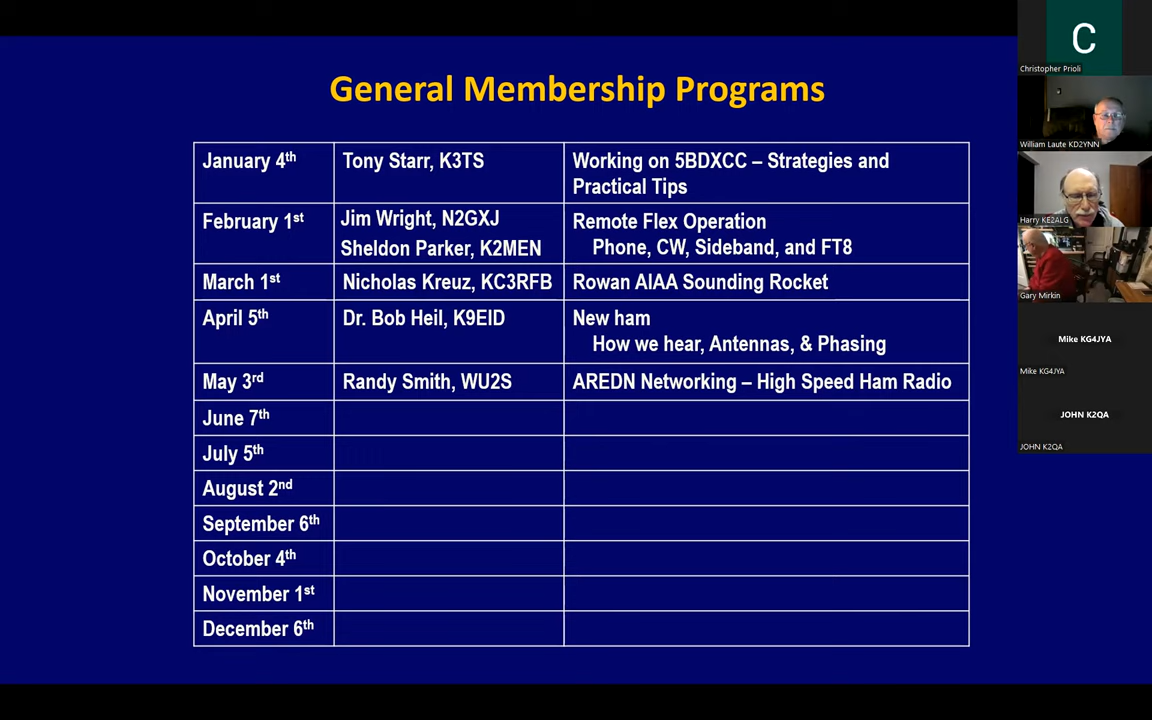 General Membership Programs
January 4th
Tony Starr, K3TS
Working on 5BDXCC – Strategies and
Practical Tips
February 1st
Jim Wright, N2GXJ
Sheldon Parker, K2MEN
Remote Flex Operation
Phone, CW, Sideband, and FT8
March 1st
Nicholas Kreuz, KC3RFB
Rowan AIAA Sounding Rocket
April 5th
Dr. Bob Heil, K9EID
New ham
How we hear, Antennas, & Phasing
May 3rd
Randy Smith, WU2S
AREDN Networking – High Speed Ham Radio
June 7th
July 5th
August 2nd
September 6th
October 4th
November 1st
December 6th
C
Christopher Prioli
William Laute KD2YNN
Harry KE2ALG
Gary Mirkin
Mike KG4JYA
Mike KG4JYA
JOHN K2QA
JOHN K2QA